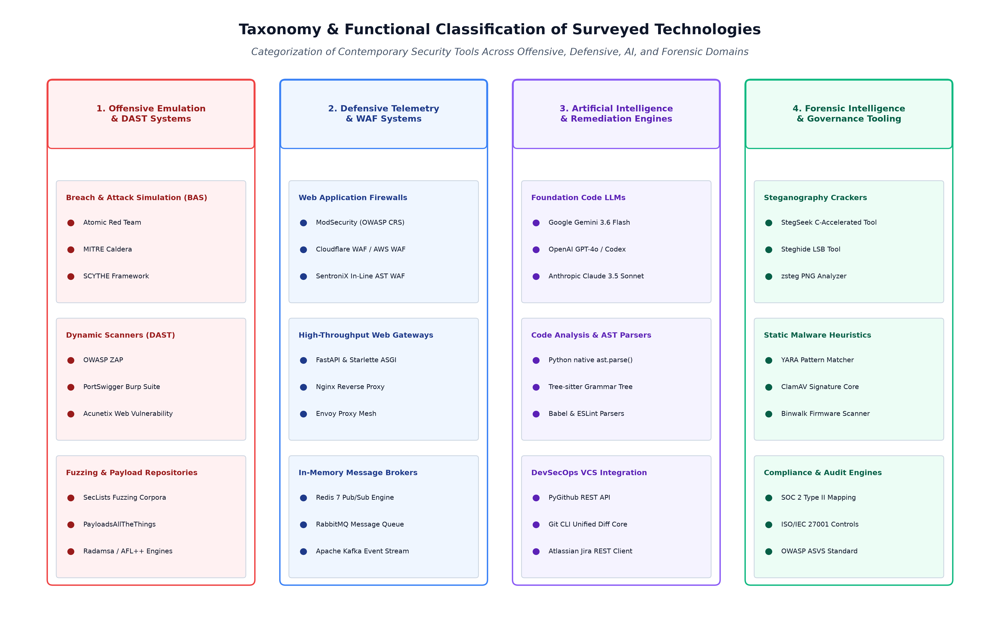 Taxonomy & Functional Classification of Surveyed Technologies
Categorization of Contemporary Security Tools Across Offensive, Defensive, AI, and Forensic Domains
1. Offensive Emulation
& DAST Systems
Breach & Attack Simulation (BAS)
Atomic Red Team
MITRE Caldera
SCYTHE Framework
Dynamic Scanners (DAST)
OWASP ZAP
PortSwigger Burp Suite
Acunetix Web Vulnerability
Fuzzing & Payload Repositories
SecLists Fuzzing Corpora
PayloadsAllTheThings
Radamsa / AFL++ Engines
2. Defensive Telemetry
& WAF Systems
Web Application Firewalls
ModSecurity (OWASP CRS)
Cloudflare WAF / AWS WAF
SentroniX In-Line AST WAF
High-Throughput Web Gateways
FastAPI & Starlette ASGI
Nginx Reverse Proxy
Envoy Proxy Mesh
In-Memory Message Brokers
Redis 7 Pub/Sub Engine
RabbitMQ Message Queue
Apache Kafka Event Stream
3. Artificial Intelligence
& Remediation Engines
Foundation Code LLMs
Google Gemini 3.6 Flash
OpenAI GPT-4o / Codex
Anthropic Claude 3.5 Sonnet
Code Analysis & AST Parsers
Python native ast.parse()
Tree-sitter Grammar Tree
Babel & ESLint Parsers
DevSecOps VCS Integration
PyGithub REST API
Git CLI Unified Diff Core
Atlassian Jira REST Client
4. Forensic Intelligence
& Governance Tooling
Steganography Crackers
StegSeek C-Accelerated Tool
Steghide LSB Tool
zsteg PNG Analyzer
Static Malware Heuristics
YARA Pattern Matcher
ClamAV Signature Core
Binwalk Firmware Scanner
Compliance & Audit Engines
SOC 2 Type II Mapping
ISO/IEC 27001 Controls
OWASP ASVS Standard